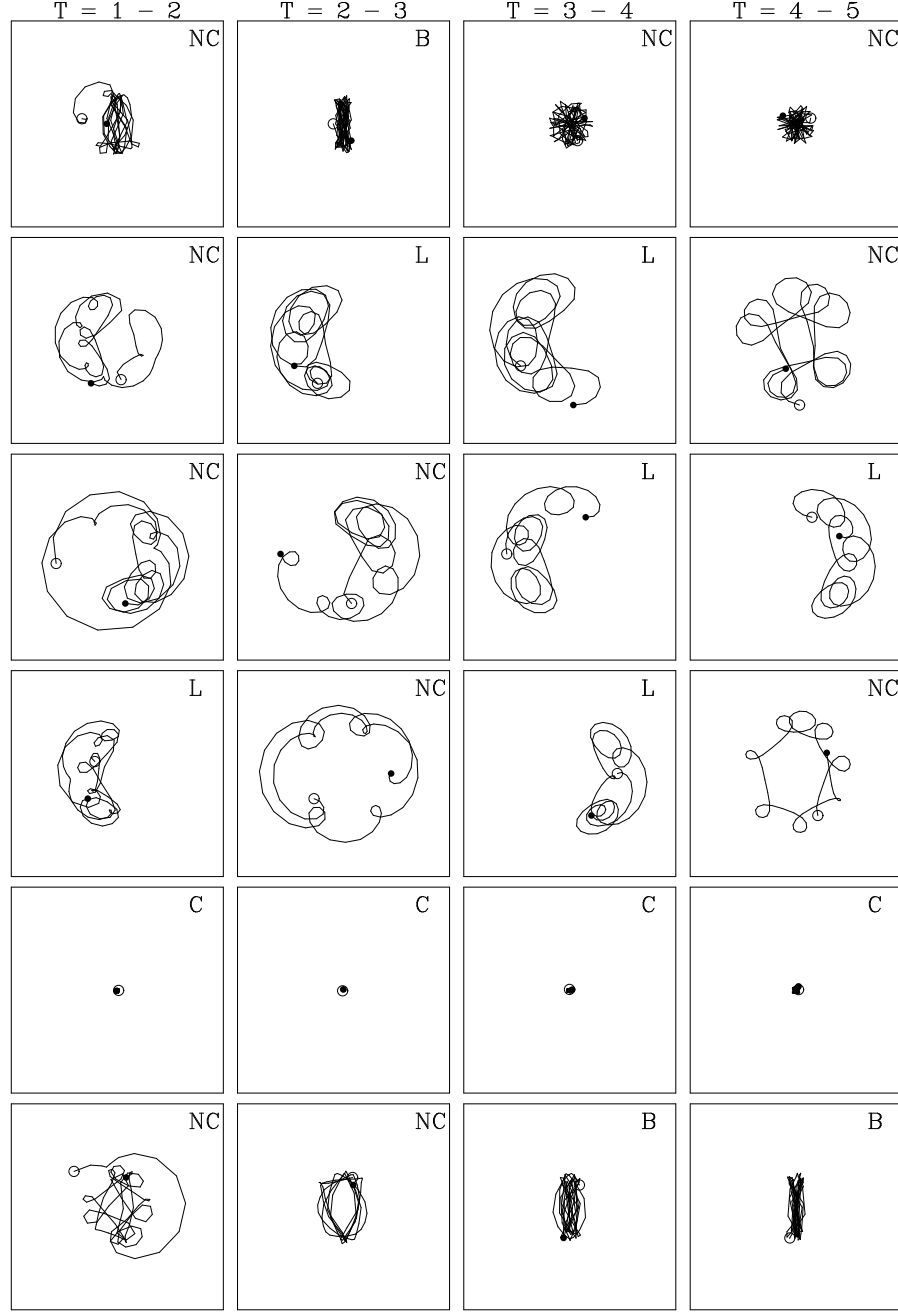 T = 1 – 2 T = 2 – 3 T = 3 – 4 T = 4 – 5
NC B NC NC
NC L L NC
NC NC L L
L NC L NC
C C C C
NC NC B B